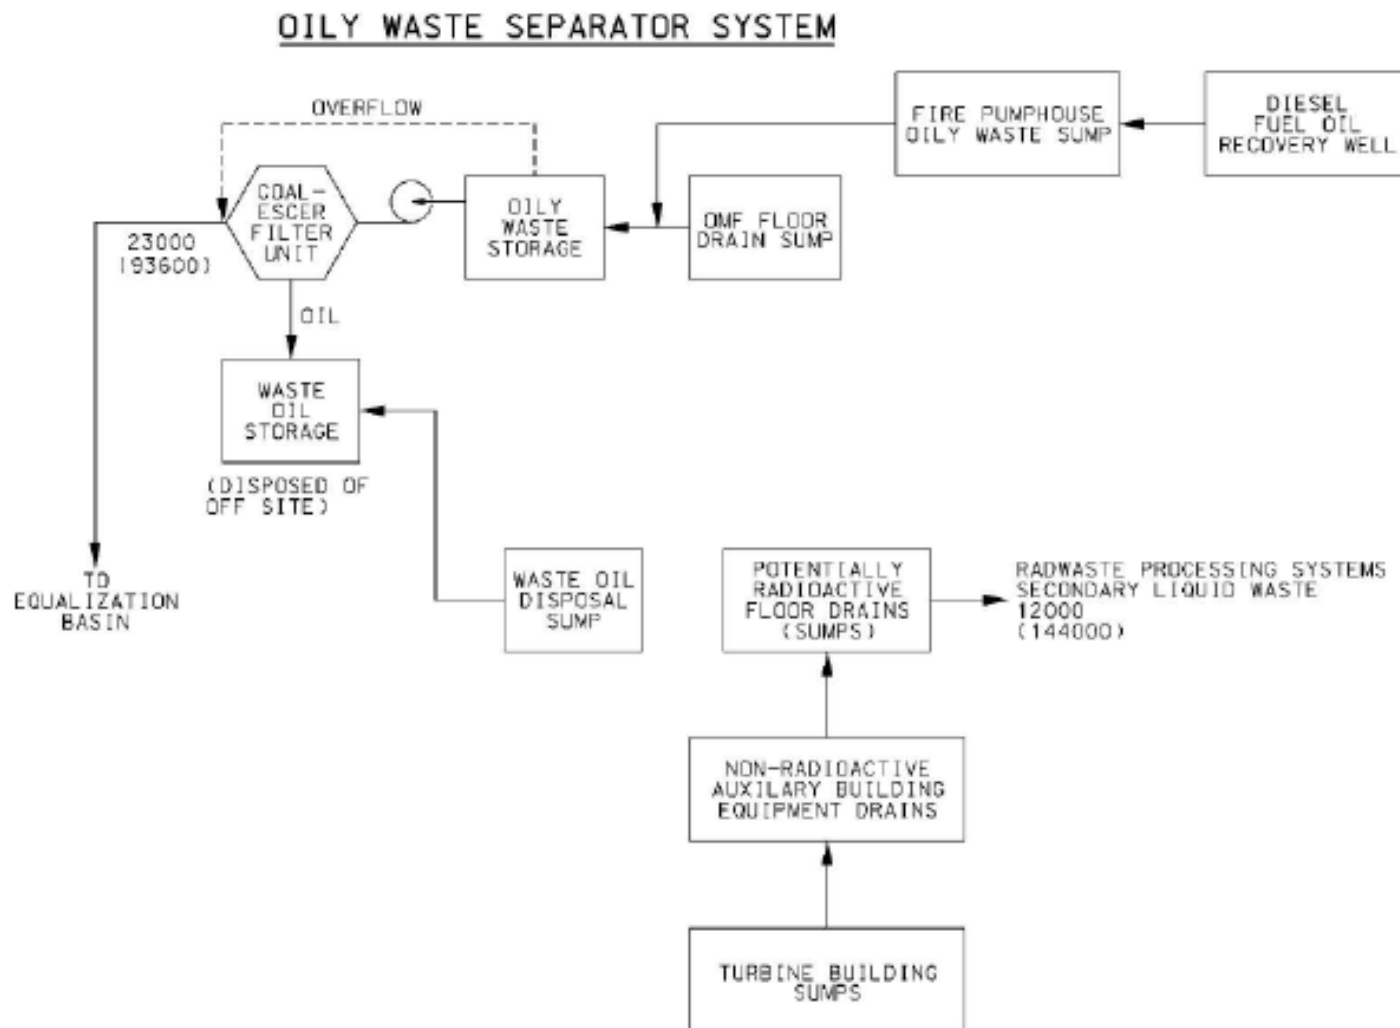 OILY WASTE SEPARATOR SYSTEM
OVERFLOW
FIRE PUMPHOUSE
OILY WASTE SUMP
DIESEL
FUEL OIL
RECOVERY WELL
COAL-
ESCER
FILTER
UNIT
OILY
WASTE
STORAGE
OMF FLOOR
DRAIN SUMP
23000
(93600)
OIL
WASTE
OIL
STORAGE
(DISPOSED OF
OFF SITE)
TO
EQUALIZATION
BASIN
WASTE OIL
DISPOSAL
SUMP
POTENTIALLY
RADIOACTIVE
FLOOR DRAINS
(SUMPS)
RADWASTE PROCESSING SYSTEMS
SECONDARY LIQUID WASTE
12000
(144000)
NON-RADIOACTIVE
AUXILARY BUILDING
EQUIPMENT DRAINS
TURBINE BUILDING
SUMPS